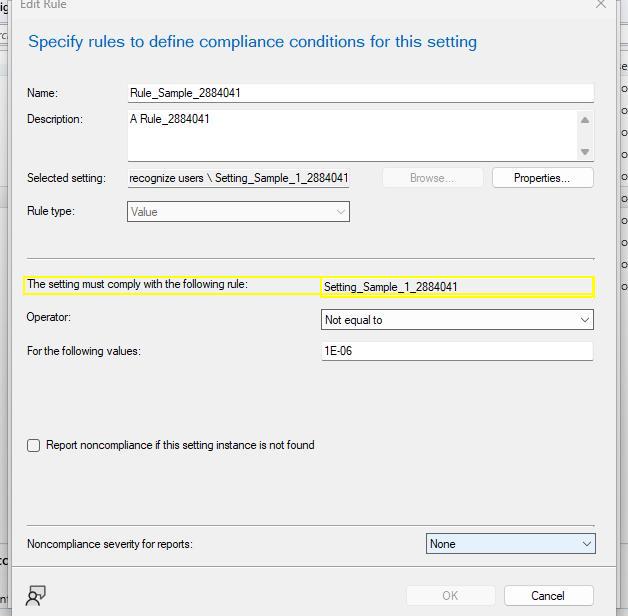 Edit Rule
Specify rules to define compliance conditions for this setting
Name:
Rule_Sample_2884041
Description:
A Rule_2884041
Selected setting:
recognize users \ Setting_Sample_1_2884041
Browse...
Properties...
Rule type:
Value
The setting must comply with the following rule:
Setting_Sample_1_2884041
Operator:
Not equal to
For the following values:
1E-06
Report noncompliance if this setting instance is not found
Noncompliance severity for reports:
None
OK
Cancel